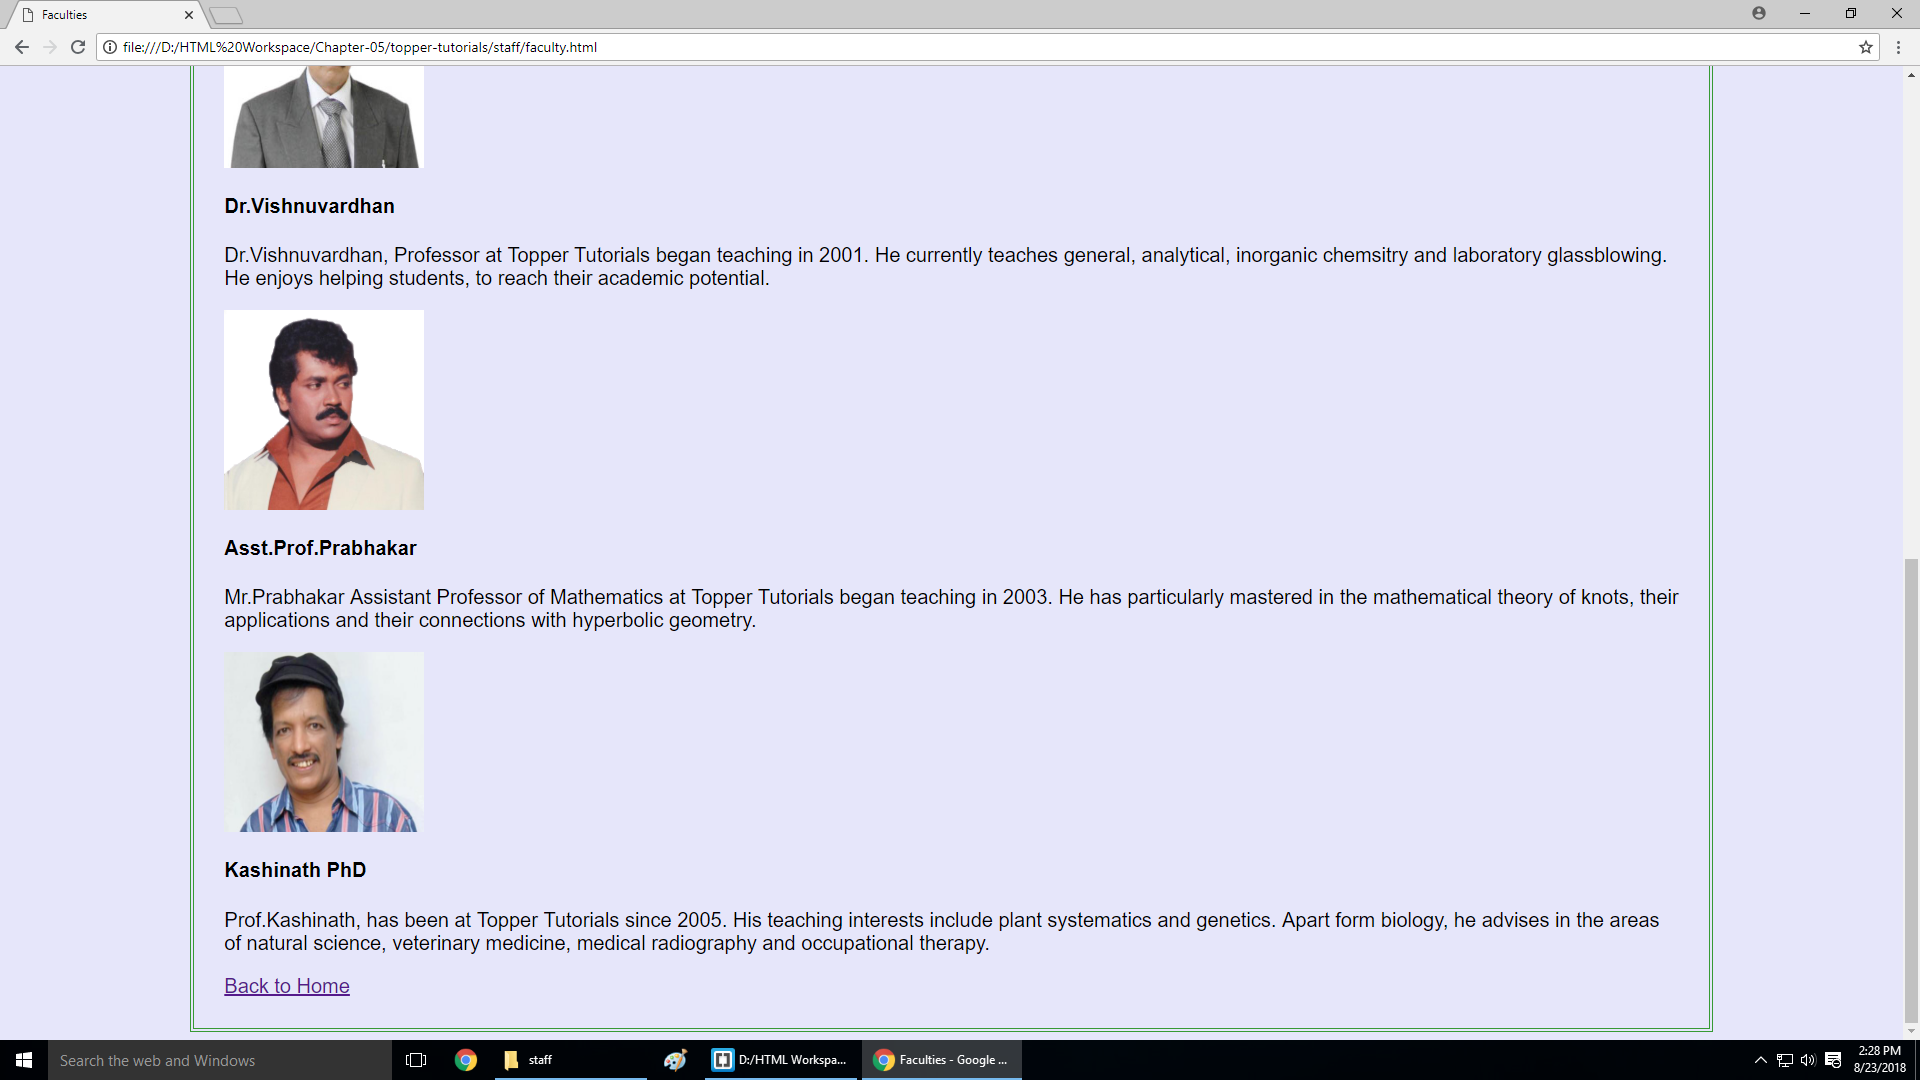 Faculties
file:///D:/HTML%20Workspace/Chapter-05/topper-tutorials/staff/faculty.html
Dr.Vishnuvardhan
Dr.Vishnuvardhan, Professor at Topper Tutorials began teaching in 2001. He currently teaches general, analytical, inorganic chemsitry and laboratory glassblowing.
He enjoys helping students, to reach their academic potential.
Asst.Prof.Prabhakar
Mr.Prabhakar Assistant Professor of Mathematics at Topper Tutorials began teaching in 2003. He has particularly mastered in the mathematical theory of knots, their
applications and their connections with hyperbolic geometry.
Kashinath PhD
Prof.Kashinath, has been at Topper Tutorials since 2005. His teaching interests include plant systematics and genetics. Apart form biology, he advises in the areas
of natural science, veterinary medicine, medical radiography and occupational therapy.
Back to Home
Search the web and Windows
staff
D:/HTML Workspa...
Faculties - Google ...
2:28 PM
8/23/2018